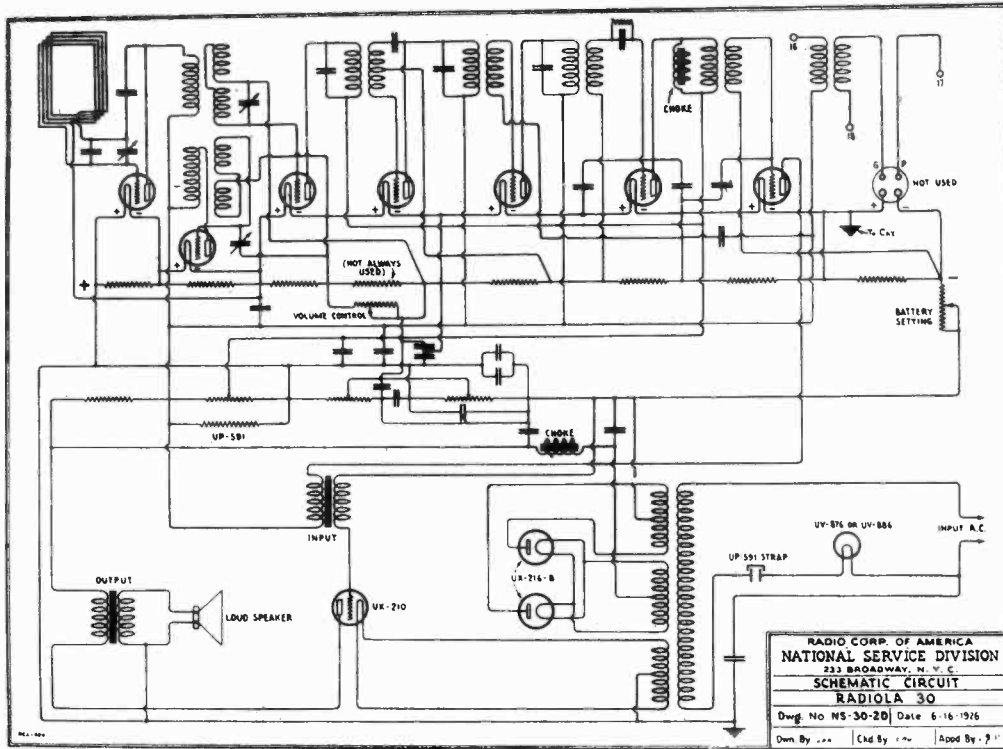 16
17
18
CHOKE
G P
NOT USED
+ -
+ -
+ -
+ -
+ -
+ -
+ -
+
TO CAN
(NOT ALWAYS
USED)
+
-
VOLUME CONTROL
BATTERY
SETTING
UP-591
CHOKE
INPUT
UX-216-B
UV-876 OR UV-886
INPUT A.C.
UP-591 STRAP
OUTPUT
LOUD SPEAKER
UX-210
RADIO CORP. OF AMERICA
NATIONAL SERVICE DIVISION
233 BROADWAY, N.Y.C.
SCHEMATIC CIRCUIT
RADIOLA 30
Dwg. No NS-30-2D Date 6-16-1926
Dwn. By Ckd. By Appd By